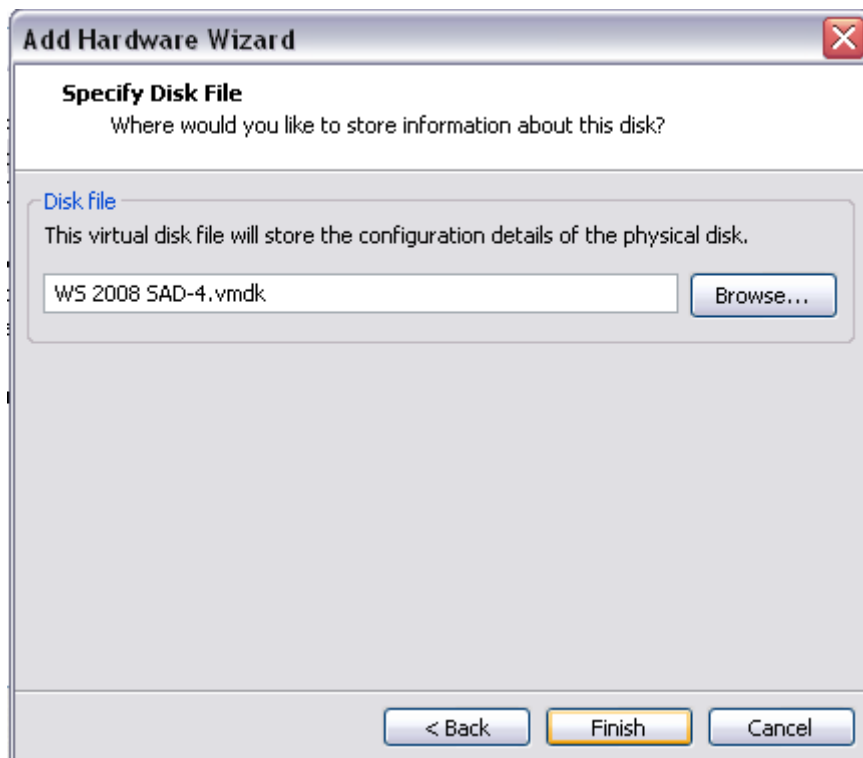 Add Hardware Wizard
Specify Disk File
Where would you like to store information about this disk?
Disk file
This virtual disk file will store the configuration details of the physical disk.
WS 2008 SAD-4.vmdk
Browse...
< Back
Finish
Cancel